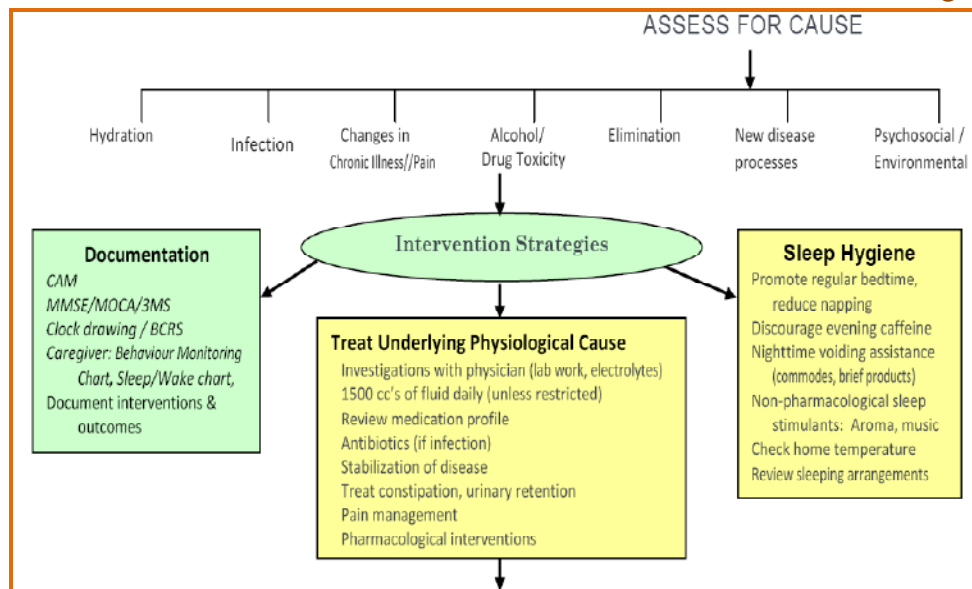 ASSESS FOR CAUSE
Hydration
Infection
Changes in
Chronic Illness//Pain
Alcohol/
Drug Toxicity
Elimination
New disease
processes
Psychosocial /
Environmental
Intervention Strategies
Documentation
CAM
MMSE/MOCA/3MS
Clock drawing / BCRS
Caregiver: Behaviour Monitoring
Chart, Sleep/Wake chart,
Document interventions &
outcomes
Treat Underlying Physiological Cause
Investigations with physician (lab work, electrolytes)
1500 cc's of fluid daily (unless restricted)
Review medication profile
Antibiotics (if infection)
Stabilization of disease
Treat constipation, urinary retention
Pain management
Pharmacological interventions
Sleep Hygiene
Promote regular bedtime,
reduce napping
Discourage evening caffeine
Nighttime voiding assistance
(commodes, brief products)
Non-pharmacological sleep
stimulants: Aroma, music
Check home temperature
Review sleeping arrangements